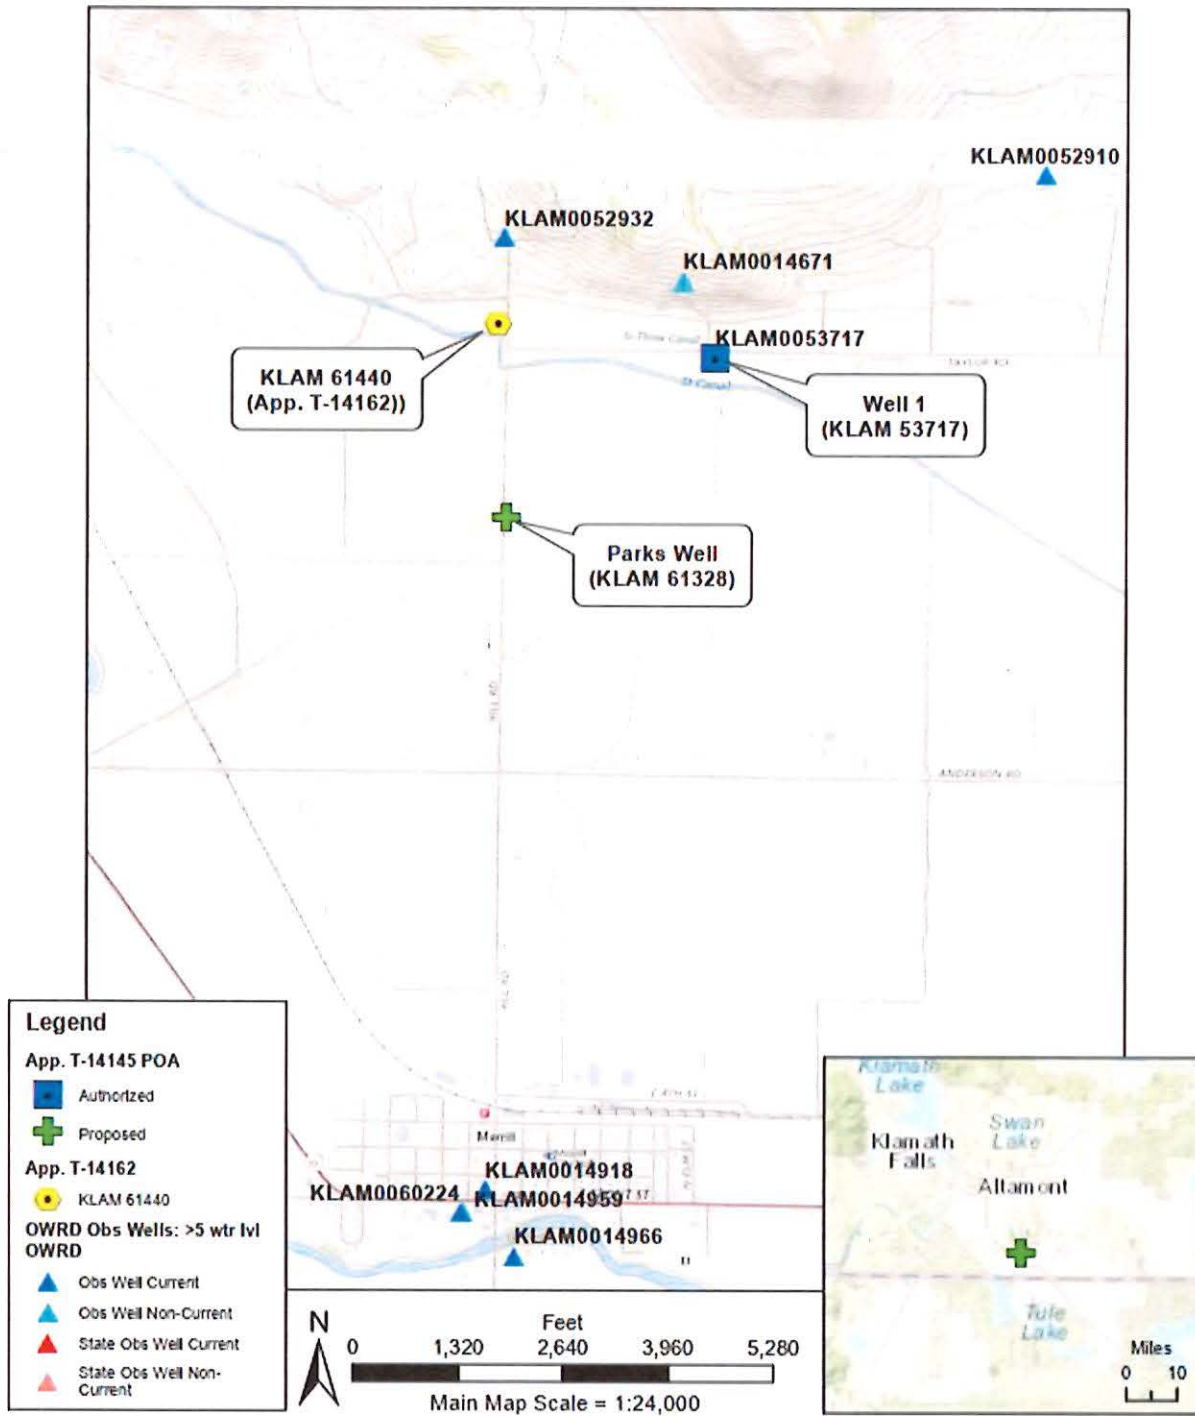 KLAM0052910
KLAM0052932
KLAM0014671
KLAM0053717
KLAM 61440
(App. T-14162))
D Canal
Well 1
(KLAM 53717)
Parks Well
(KLAM 61328)
ANDERSON RD
Merrill
KLAM0014918
KLAM0060224
KLAM0014959
KLAM0014966
Legend
App. T-14145 POA
Authorized
Proposed
App. T-14162
KLAM 61440
OWRD Obs Wells: >5 wtr lvl
OWRD
Obs Well Current
Obs Well Non-Current
State Obs Well Current
State Obs Well Non-
Current
N
Feet
0 1,320 2,640 3,960 5,280
Main Map Scale = 1:24,000
Klamath
Lake
Swan
Lake
Klamath
Falls
Altamont
Tule
Lake
Miles
0 10